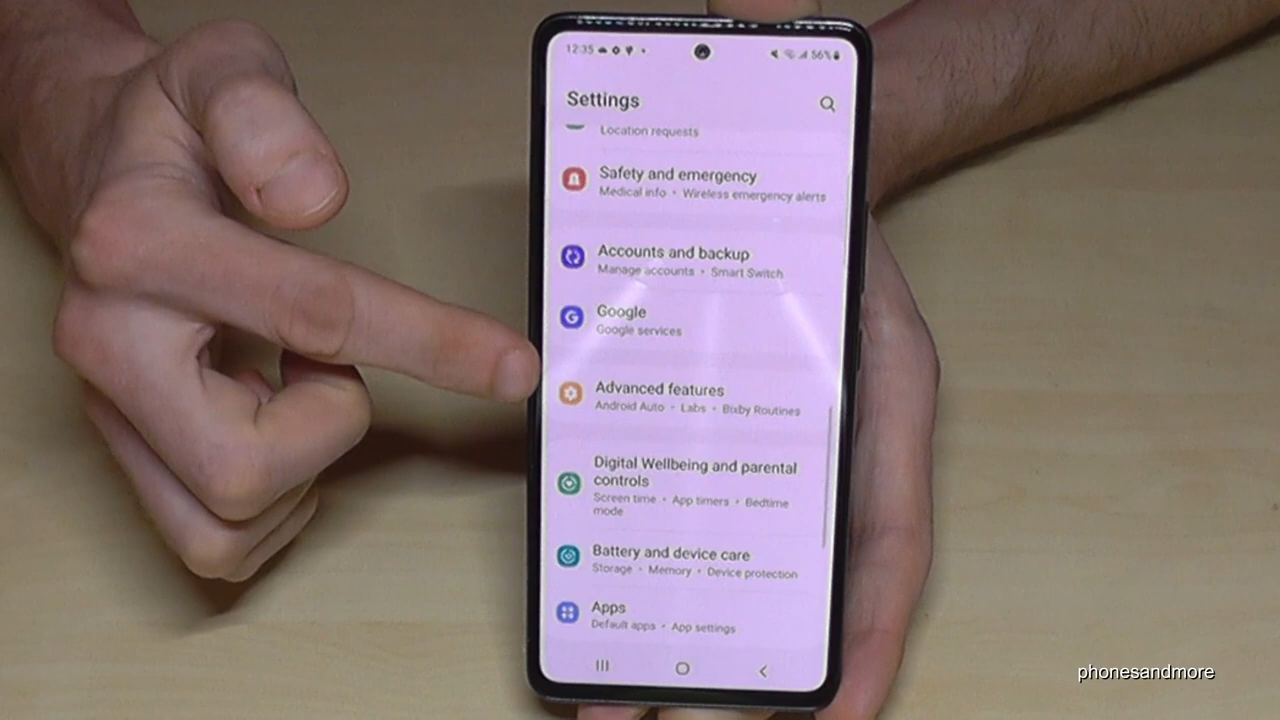 12:35
56%
Settings
Location requests
Safety and emergency
Medical info • Wireless emergency alerts
Accounts and backup
Manage accounts • Smart Switch
G
Google
Google services
Advanced features
Android Auto • Labs • Bixby Routines
Digital Wellbeing and parental
controls
Screen time • App timers • Bedtime
mode
Battery and device care
Storage • Memory • Device protection
Apps
Default apps • App settings
phonesandmore